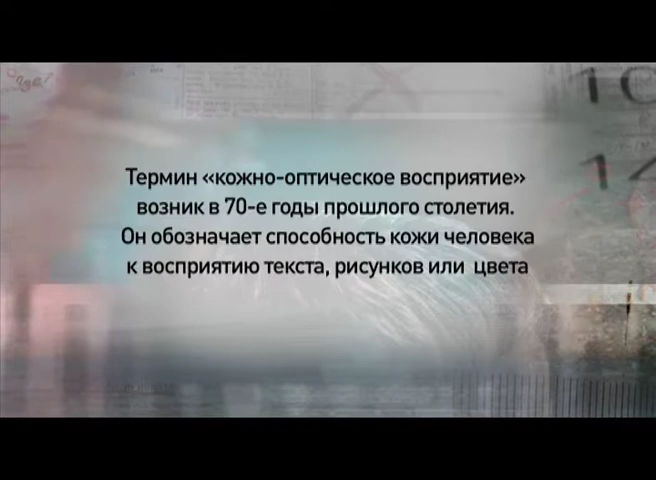 Термин «кожно-оптическое восприятие»
возник в 70-е годы прошлого столетия.
Он обозначает способность кожи человека
к восприятию текста, рисунков или цвета
10